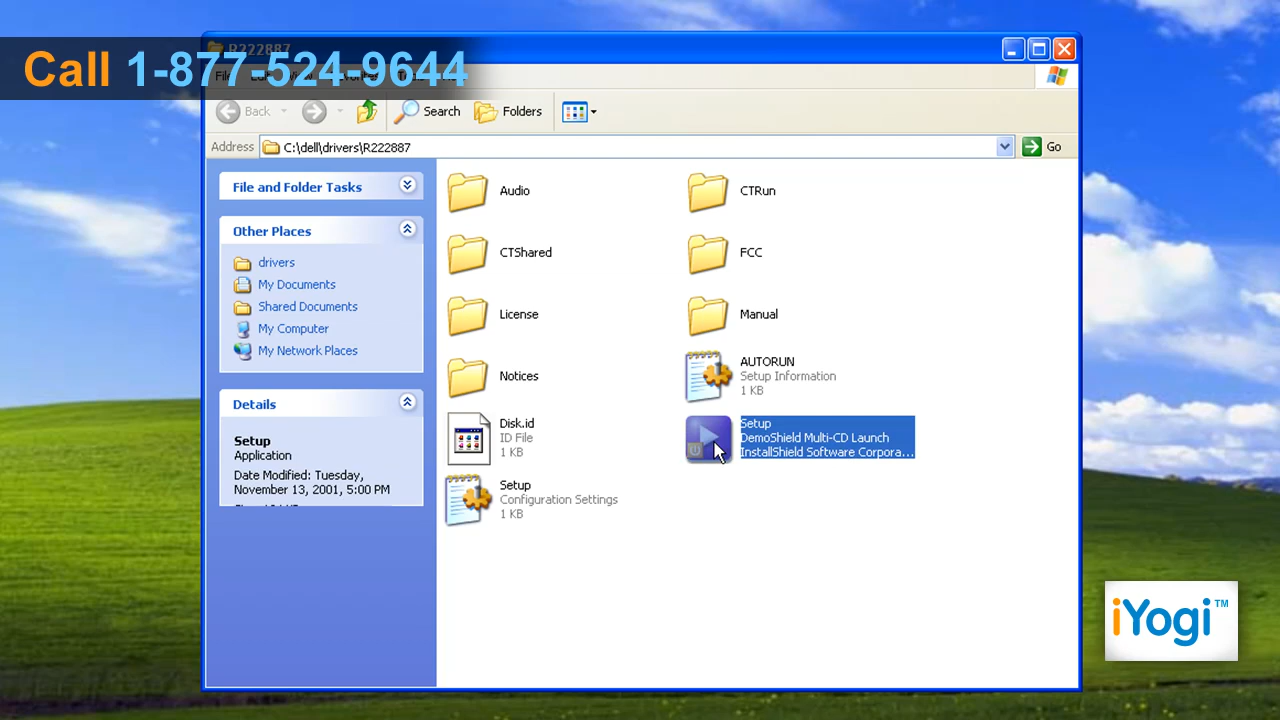 R222887
Call 1-877-524-9644
File
Back
Search
Folders
Address
C:\dell\drivers\R222887
Go
File and Folder Tasks
Other Places
drivers
My Documents
Shared Documents
My Computer
My Network Places
Details
Setup
Application
Date Modified: Tuesday,
November 13, 2001, 5:00 PM
Audio
CTRun
CTShared
FCC
License
Manual
Notices
AUTORUN
Setup Information
1 KB
Disk.id
ID File
1 KB
Setup
DemoShield Multi-CD Launch
InstallShield Software Corpora...
Setup
Configuration Settings
1 KB
iYogi™